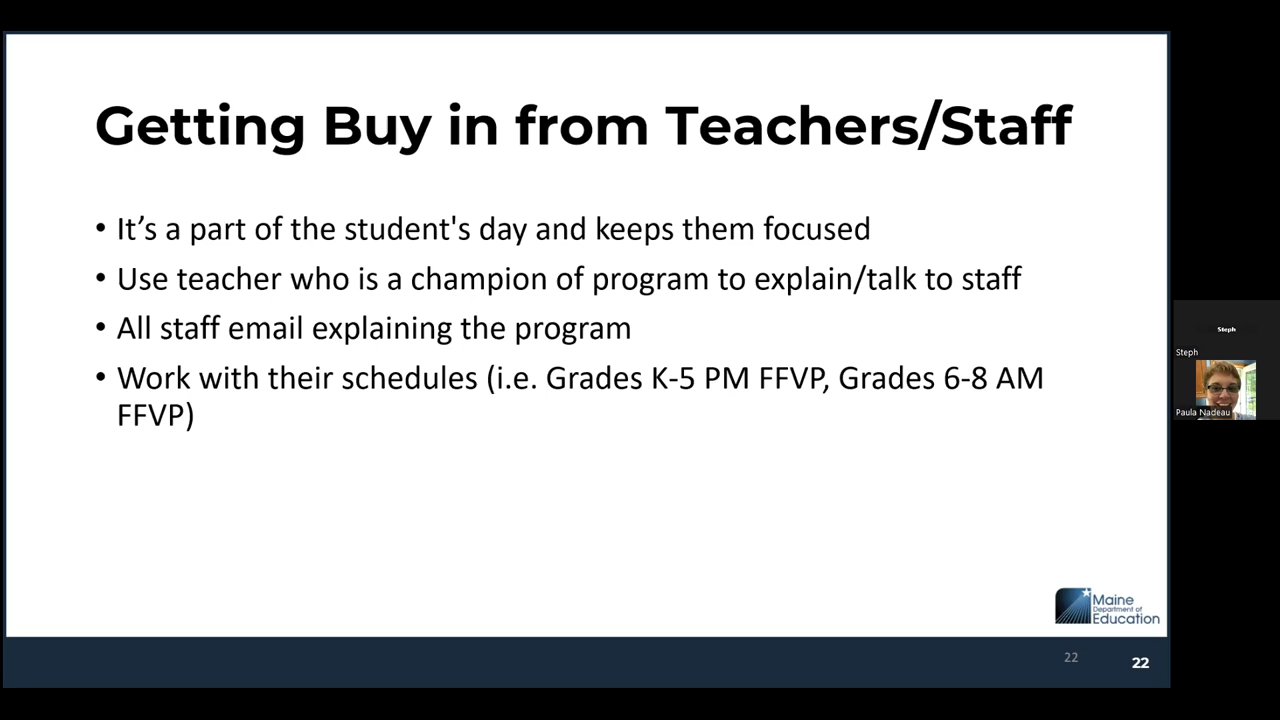 Getting Buy in from Teachers/Staff
• It’s a part of the student's day and keeps them focused
• Use teacher who is a champion of program to explain/talk to staff
• All staff email explaining the program
• Work with their schedules (i.e. Grades K-5 PM FFVP, Grades 6-8 AM
FFVP)
Steph
Steph
Paula Nadeau
Maine
Department of
Education
22
22